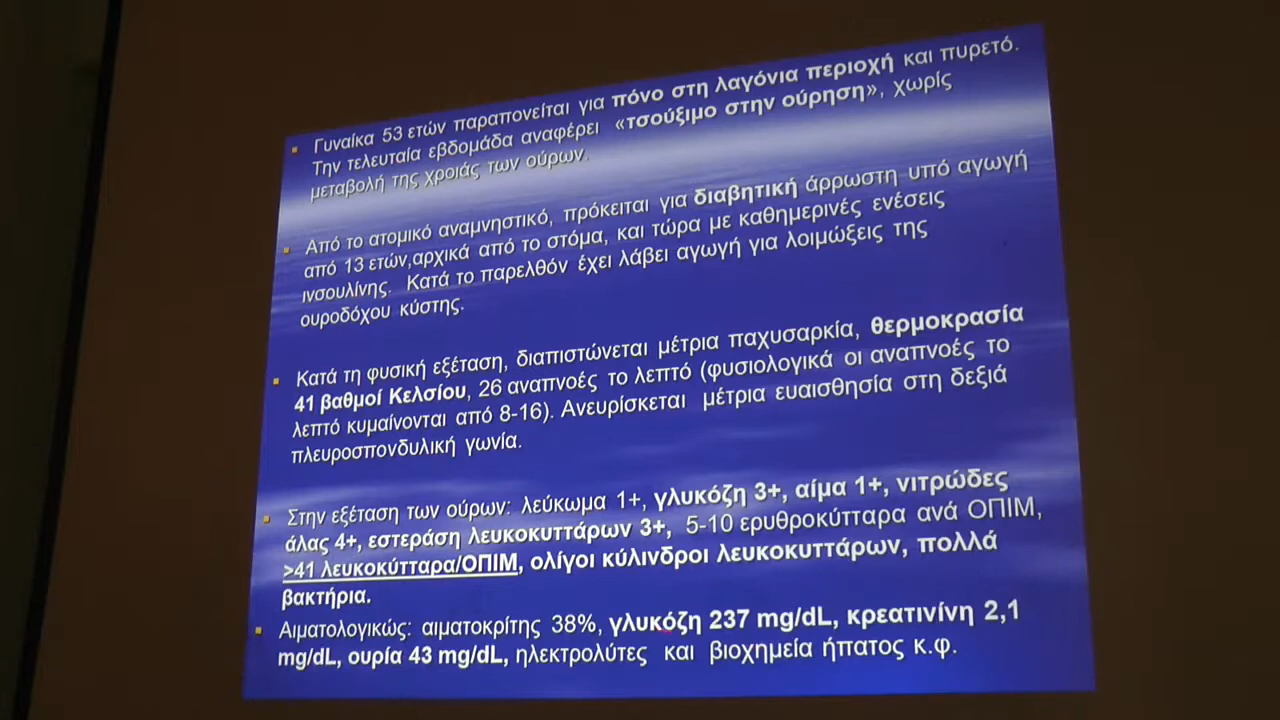 Γυναίκα 53 ετών παραπονείται για πόνο στη λαγόνια περιοχή και πυρετό.
Την τελευταία εβδομάδα αναφέρει «τσούξιμο στην ούρηση», χωρίς
μεταβολή της χροιάς των ούρων.
Από το ατομικό αναμνηστικό, πρόκειται για διαβητική άρρωστη υπό αγωγή
από 13 ετών,αρχικά από το στόμα, και τώρα με καθημερινές ενέσεις
ινσουλίνης. Κατά το παρελθόν έχει λάβει αγωγή για λοιμώξεις της
ουροδόχου κύστης.
Κατά τη φυσική εξέταση, διαπιστώνεται μέτρια παχυσαρκία, θερμοκρασία
41 βαθμοί Κελσίου, 26 αναπνοές το λεπτό (φυσιολογικά οι αναπνοές το
λεπτό κυμαίνονται από 8-16). Ανευρίσκεται μέτρια ευαισθησία στη δεξιά
πλευροσπονδυλική γωνία.
Στην εξέταση των ούρων: λεύκωμα 1+, γλυκόζη 3+, αίμα 1+, νιτρώδες
άλας 4+, εστεράση λευκοκυττάρων 3+, 5-10 ερυθροκύτταρα ανά ΟΠΙΜ,
>41 λευκοκύτταρα/ΟΠΙΜ, ολίγοι κύλινδροι λευκοκυττάρων, πολλά
βακτήρια.
Αιματολογικώς: αιματοκρίτης 38%, γλυκόζη 237 mg/dL, κρεατινίνη 2,1
mg/dL, ουρία 43 mg/dL, ηλεκτρολύτες και βιοχημεία ήπατος κ.φ.